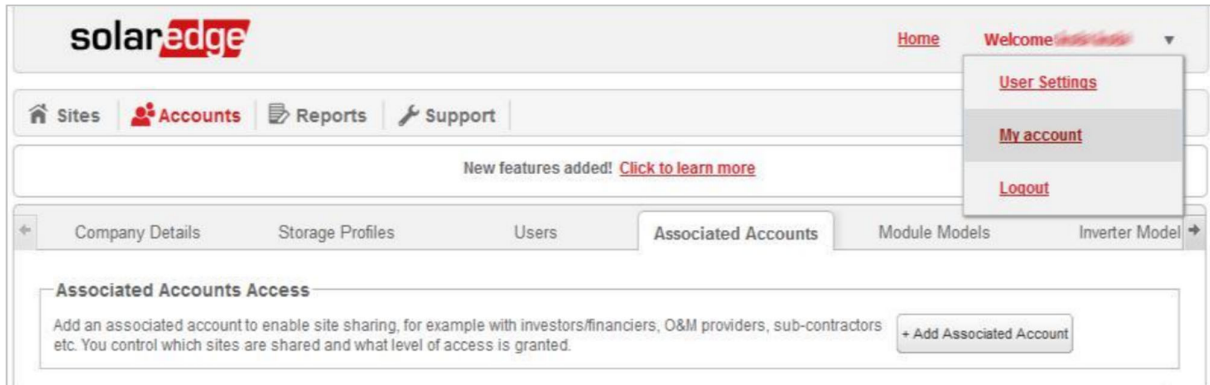 solaredge
Home Welcome
User Settings
Sites Accounts Reports Support
My account
New features added! Click to learn more
Logout
Company Details Storage Profiles Users Associated Accounts Module Models Inverter Model
Associated Accounts Access
Add an associated account to enable site sharing, for example with investors/financiers, O&M providers, sub-contractors
etc. You control which sites are shared and what level of access is granted.
+ Add Associated Account